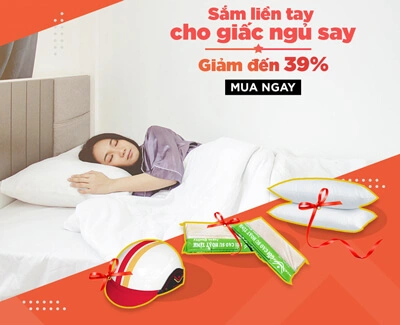 Sắm liền tay
cho giấc ngủ say
Giảm đến 39%
MUA NGAY